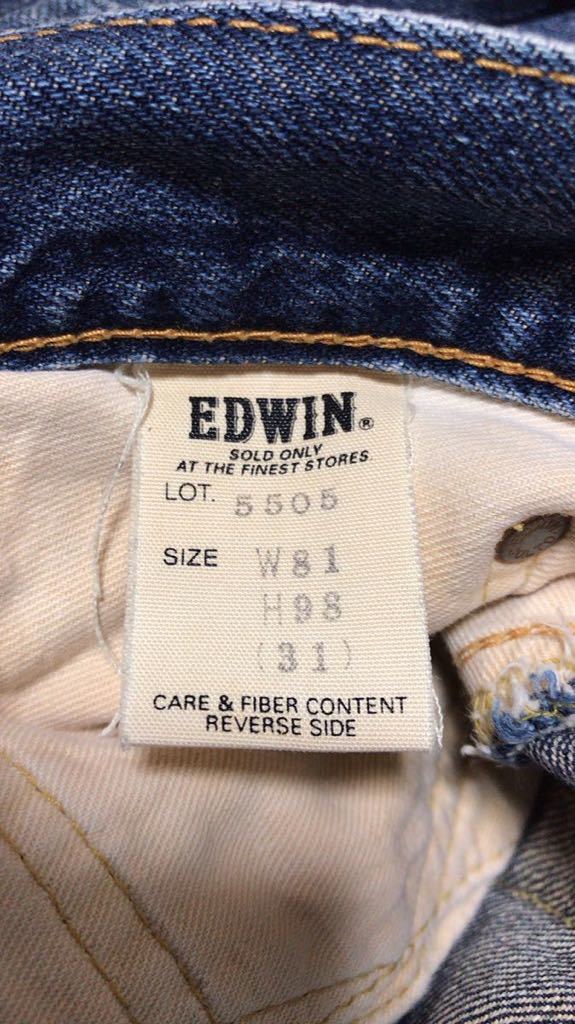 EDWIN®
SOLD ONLY
AT THE FINEST STORES
LOT. 5505
SIZE W81
H98
(31)
CARE & FIBER CONTENT
REVERSE SIDE